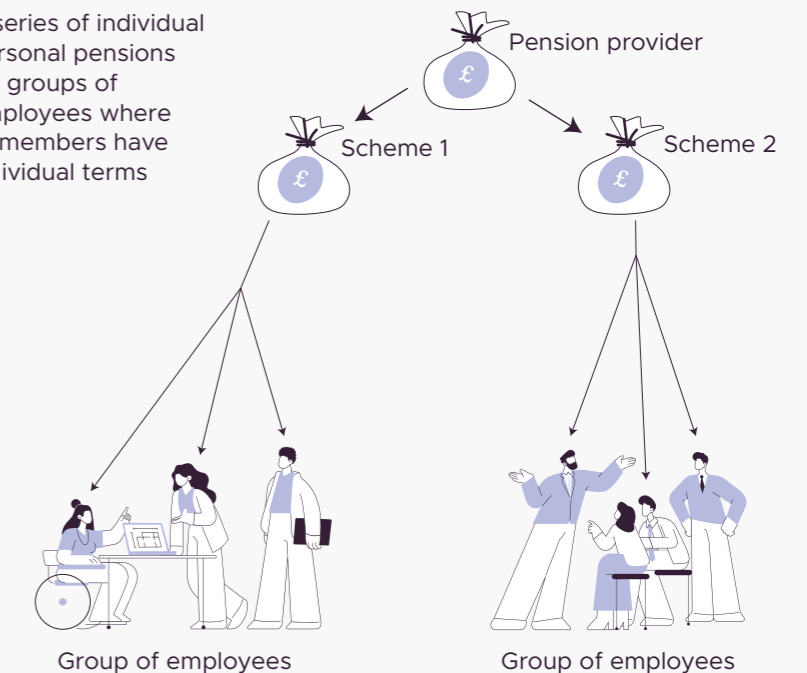 series of individual
rsonal pensions
groups of
ployees where
members have
ividual terms
Pension provider
£
Scheme 1
£
Scheme 2
£
Group of employees
Group of employees